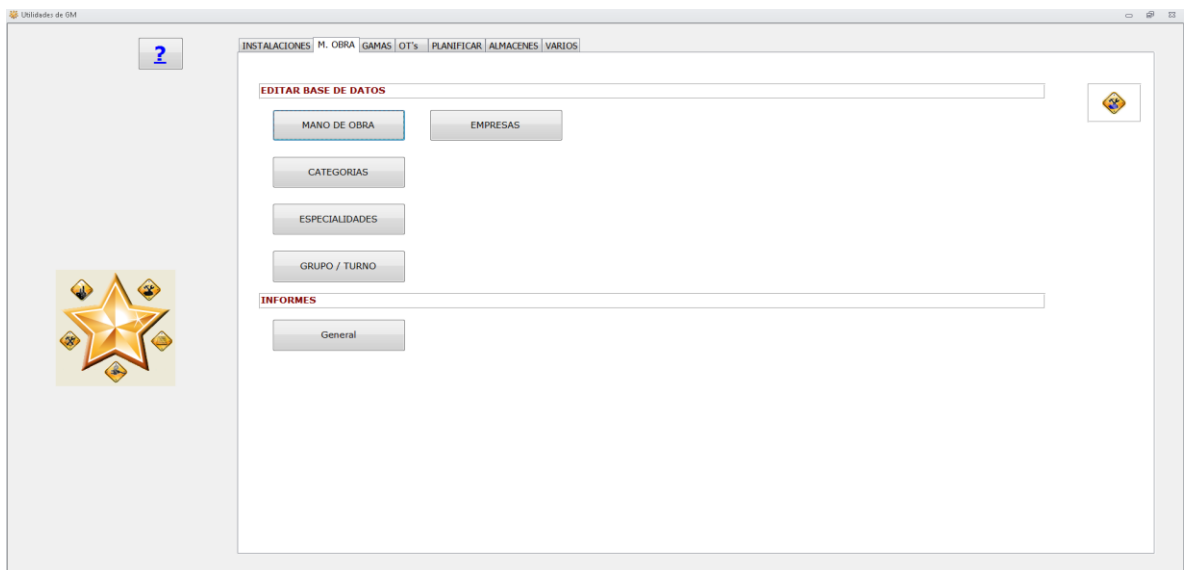 Utilidades de GM
?
INSTALACIONES M. OBRA GAMAS OT's PLANIFICAR ALMACENES VARIOS
EDITAR BASE DE DATOS
MANO DE OBRA EMPRESAS
CATEGORIAS
ESPECIALIDADES
GRUPO / TURNO
INFORMES
General